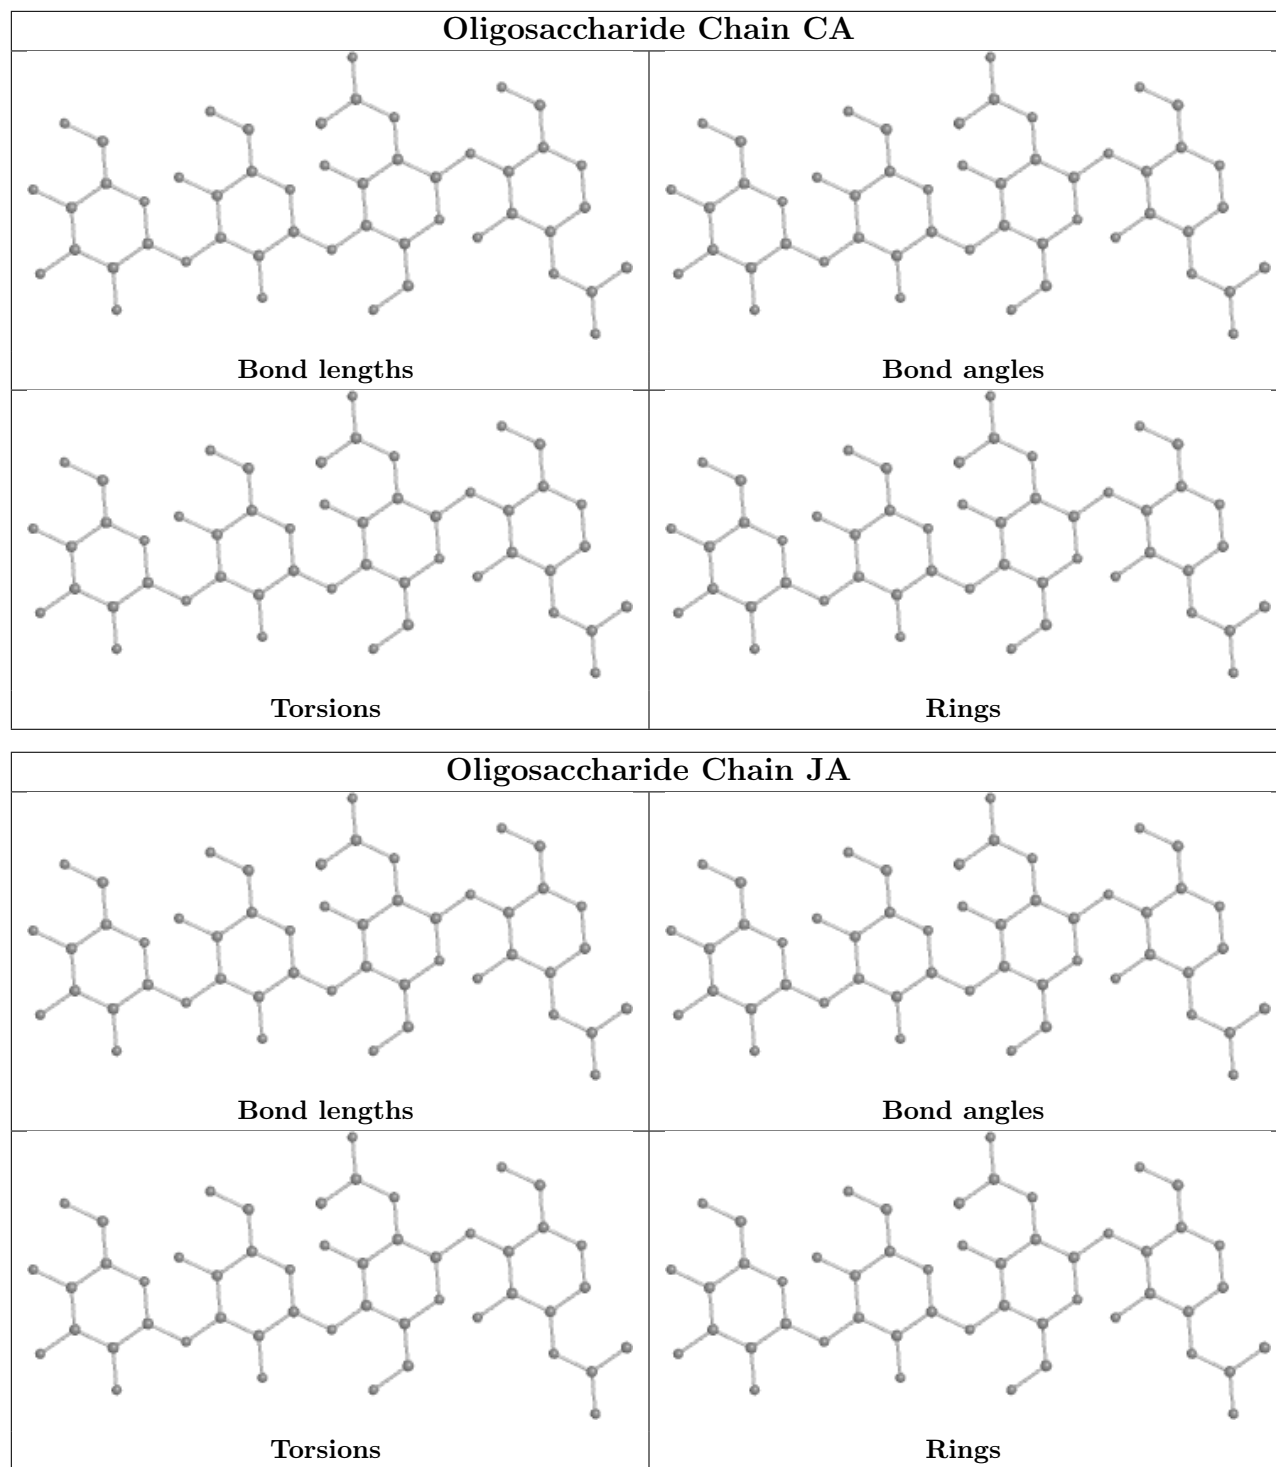 Oligosaccharide Chain CA
Bond lengths
Bond angles
Torsions
Rings
Oligosaccharide Chain JA
Bond lengths
Bond angles
Torsions
Rings